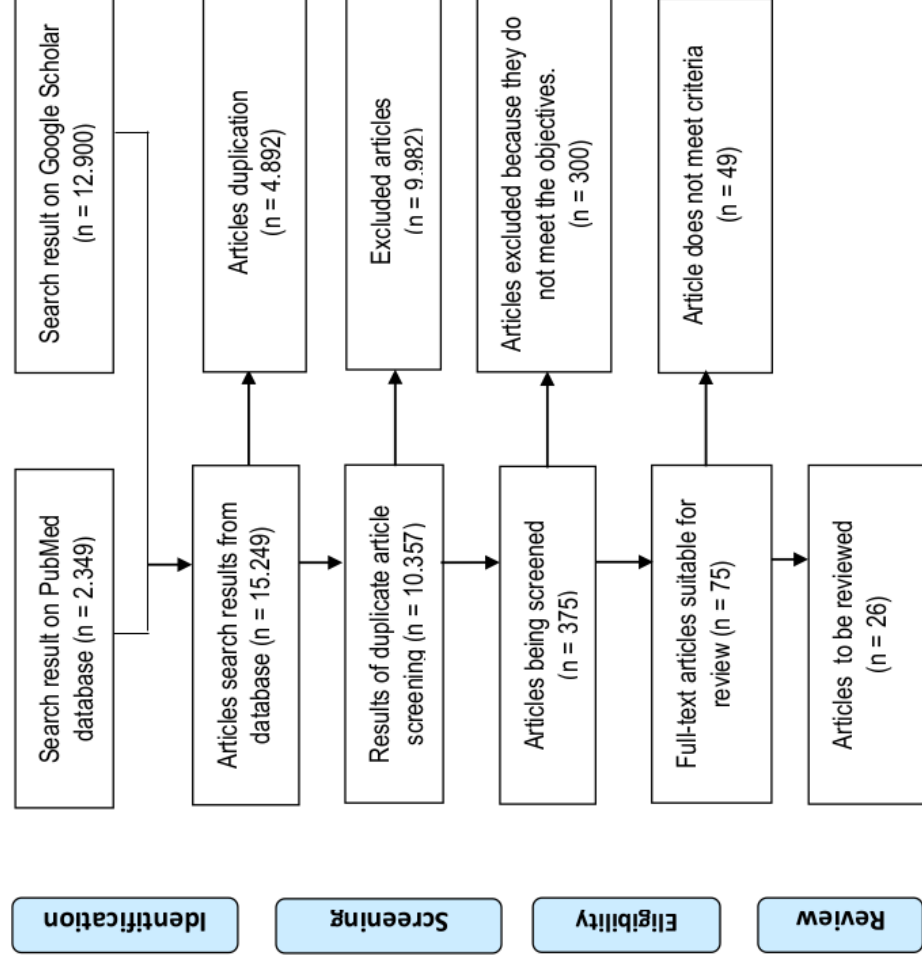 Identification
Search result on PubMed
database (n = 2.349)
Search result on Google Scholar
(n = 12.900)
Articles search results from
database (n = 15.249)
Articles duplication
(n = 4.892)
Screening
Results of duplicate article
screening (n = 10.357)
Excluded articles
(n = 9.982)
Articles being screened
(n = 375)
Articles excluded because they do
not meet the objectives.
(n = 300)
Eligibility
Full-text articles suitable for
review (n = 75)
Article does not meet criteria
(n = 49)
Review
Articles to be reviewed
(n = 26)